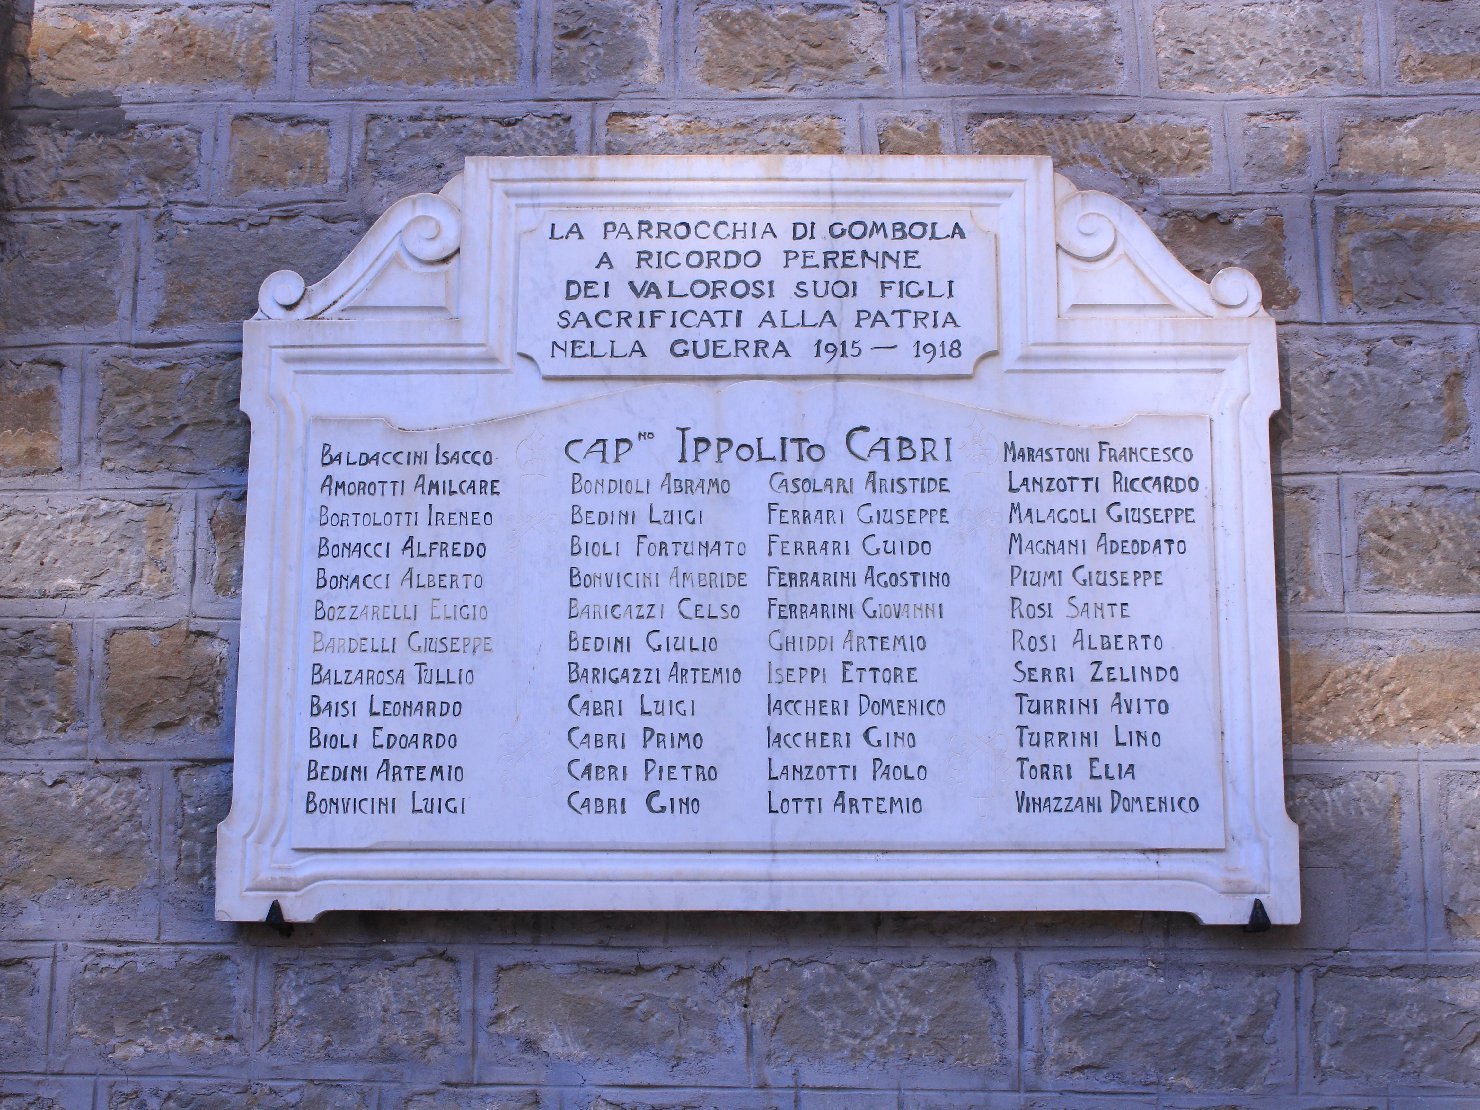 LA PARROCCHIA DI GOMBOLA
A RICORDO PERENNE
DEI VALOROSI SUOI FIGLI
SACRIFICATI ALLA PATRIA
NELLA GUERRA 1915 – 1918
BALDACCINI ISACCO
AMOROTTI AMILCARE
BORTOLOTTI IRENEO
BONACCI ALFREDO
BONACCI ALBERTO
BOZZARELLI ELIGIO
BARDELLI GIUSEPPE
BALZAROSA TULLIO
BAISI LEONARDO
BIOLI EDOARDO
BEDINI ARTEMIO
BONVICINI LUIGI
CAP.NO IPPOLITO CABRI
BONDIOLI ABRAMO
BEDINI LUIGI
BIOLI FORTUNATO
BONVICINI AMBRIDE
BARIGAZZI CELSO
BEDINI GIULIO
BARIGAZZI ARTEMIO
CABRI LUIGI
CABRI PRIMO
CABRI PIETRO
CABRI GINO
CASOLARI ARISTIDE
FERRARI GIUSEPPE
FERRARI GUIDO
FERRARINI AGOSTINO
FERRARINI GIOVANNI
GHIDDI ARTEMIO
ISEPPI ETTORE
IACCHERI DOMENICO
IACCHERI GINO
LANZOTTI PAOLO
LOTTI ARTEMIO
MARASTONI FRANCESCO
LANZOTTI RICCARDO
MALAGOLI GIUSEPPE
MAGNANI ADEODATO
PIUMI GIUSEPPE
ROSI SANTE
ROSI ALBERTO
SERRI ZELINDO
TURRINI AVITO
TURRINI LINO
TORRI ELIA
VINAZZANI DOMENICO